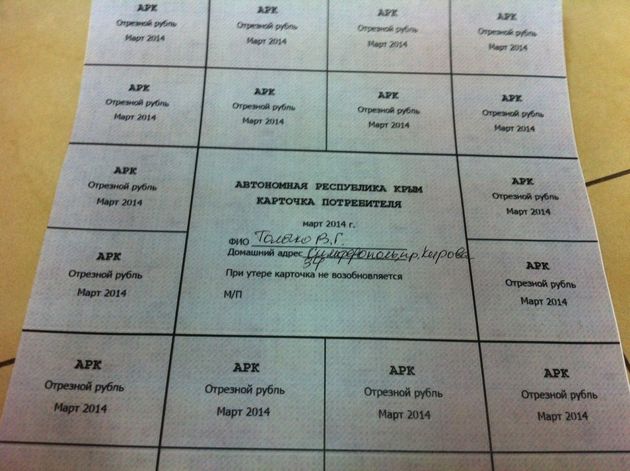 АРК АРК АРК АРК
Отрезной рубль Отрезной рубль Отрезной рубль Отрезной рубль
Март 2014 Март 2014 Март 2014 Март 2014
АРК АРК АРК АРК
Отрезной рубль Отрезной рубль Отрезной рубль Отрезной рубль
Март 2014 Март 2014 Март 2014 Март 2014
АРК
Отрезной рубль
Март 2014
АВТОНОМНАЯ РЕСПУБЛИКА КРЫМ
КАРТОЧКА ПОТРЕБИТЕЛЯ
март 2014 г.
ФИО В.Г.
Домашний адрес Симферополь пр. Кирова
При утере карточка не возобновляется
М/П
АРК
Отрезной рубль
Март 2014
АРК
Отрезной рубль
Март 2014
АРК
Отрезной рубль
Март 2014
АРК АРК АРК АРК
Отрезной рубль Отрезной рубль Отрезной рубль Отрезной рубль
Март 2014 Март 2014 Март 2014 Март 2014